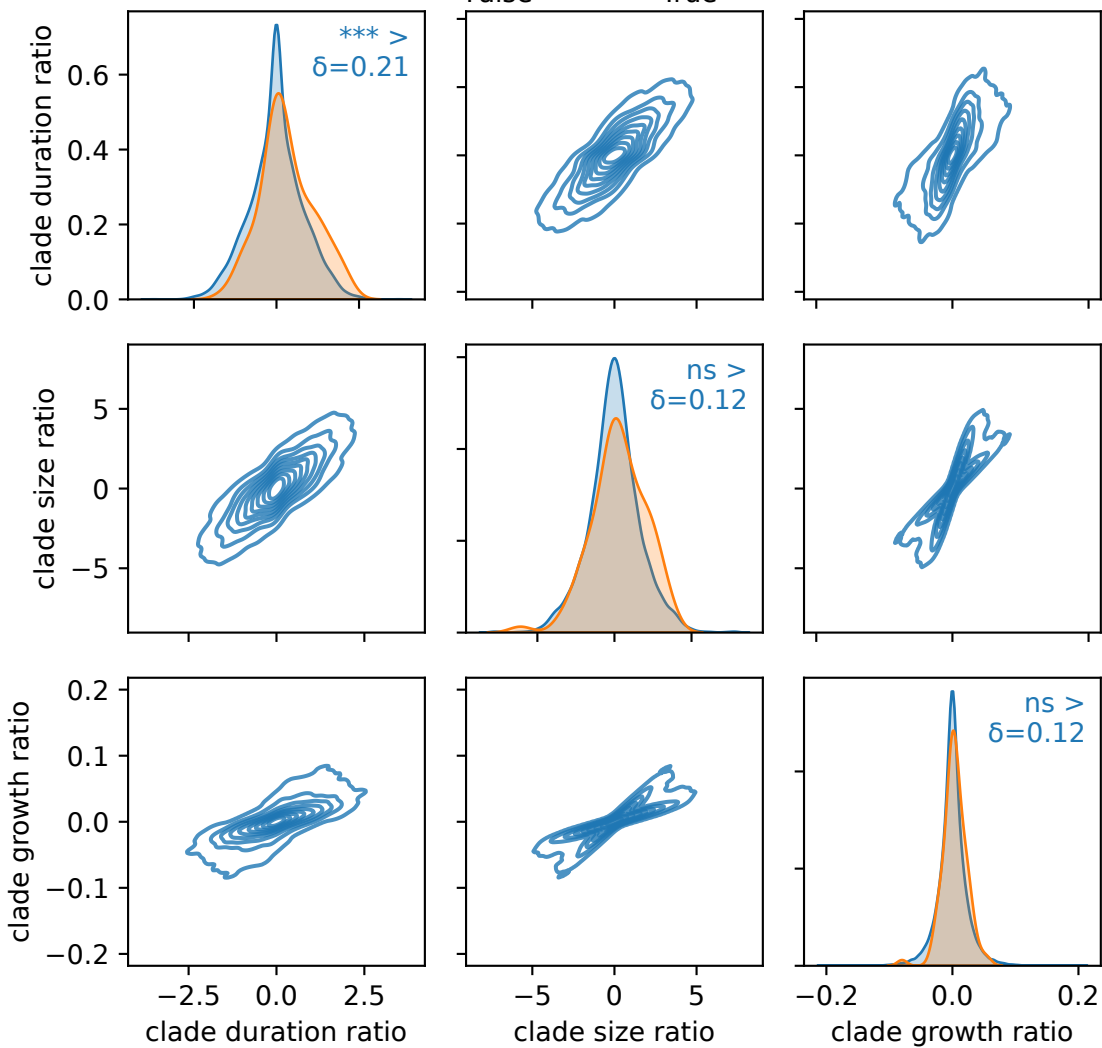 clade duration ratio
0.6
0.4
0.2
0.0
*** >
δ=0.21
clade size ratio
5
0
−5
ns >
δ=0.12
clade growth ratio
0.2
0.1
0.0
−0.1
−0.2
ns >
δ=0.12
−2.5 0.0 2.5
clade duration ratio
−5 0 5
clade size ratio
−0.2 0.0 0.2
clade growth ratio